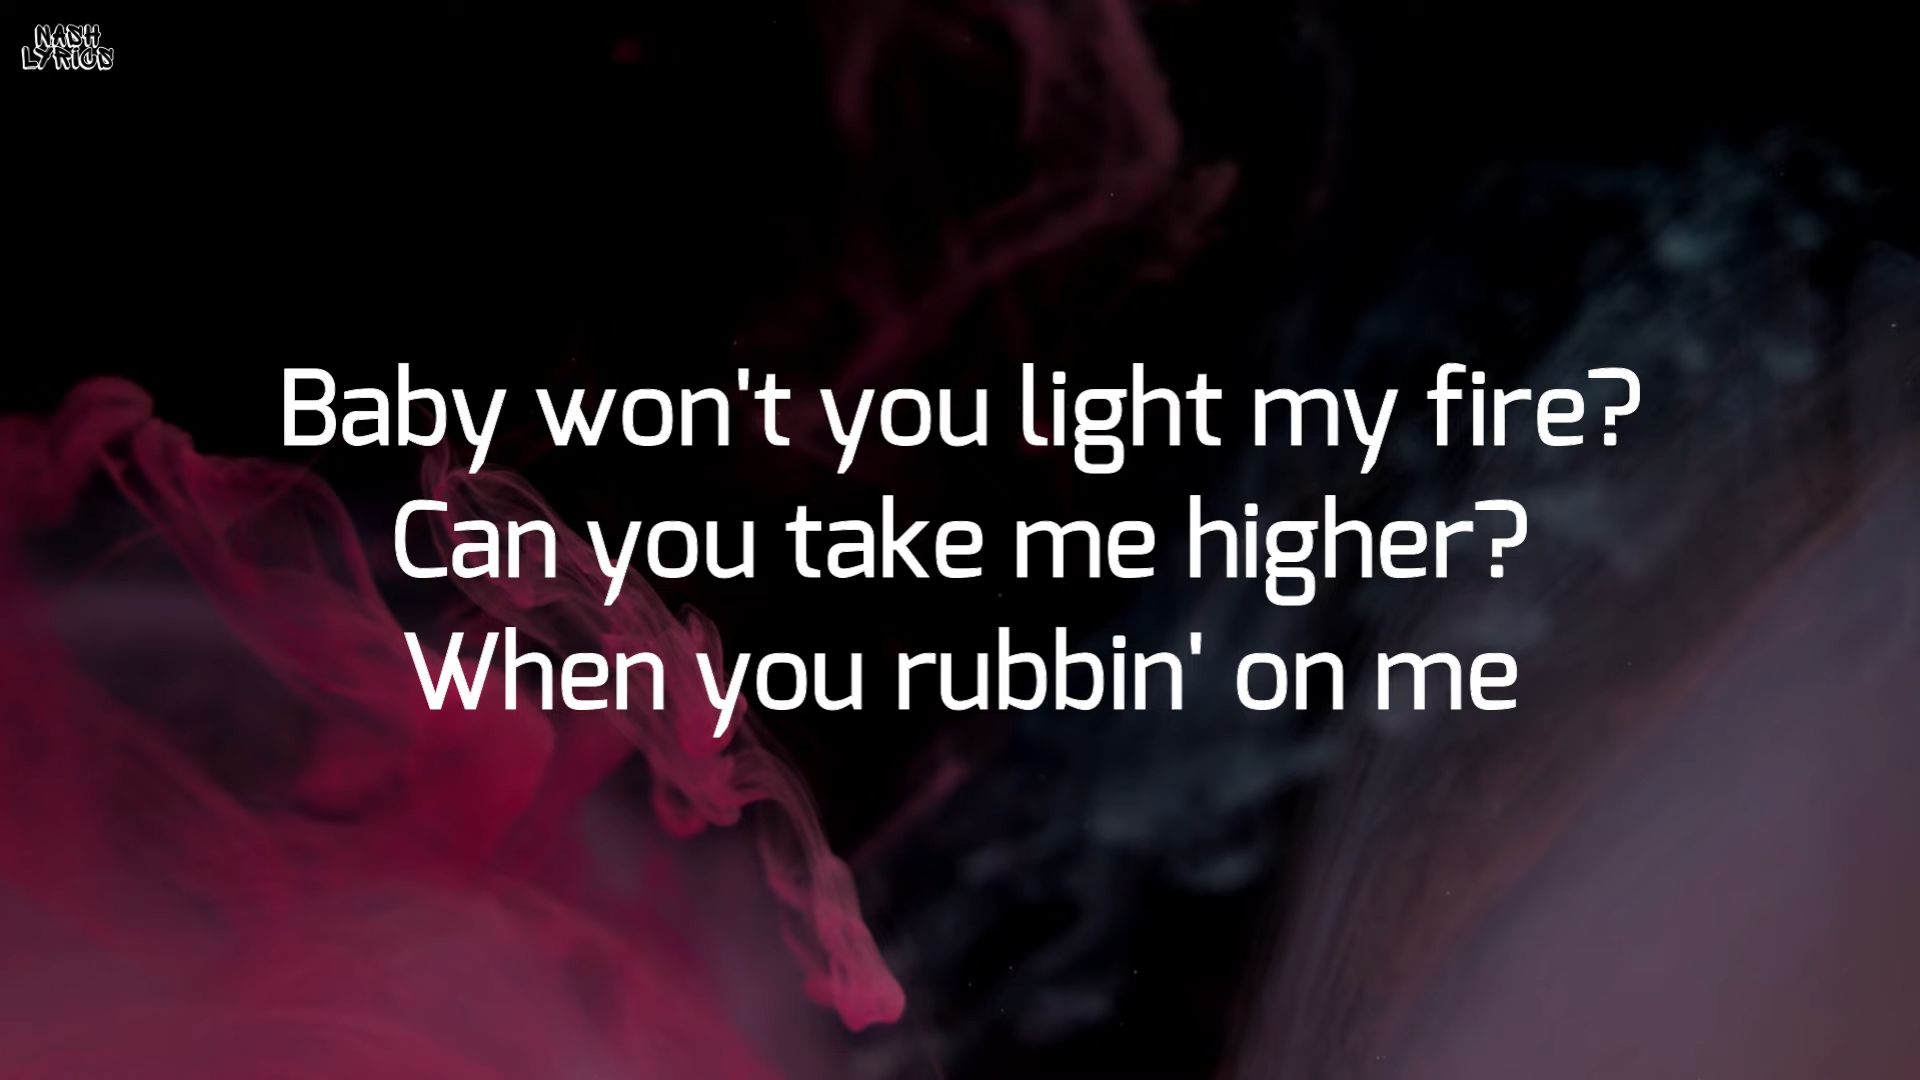 NASH
LYRICS
Baby won't you light my fire?
Can you take me higher?
When you rubbin' on me